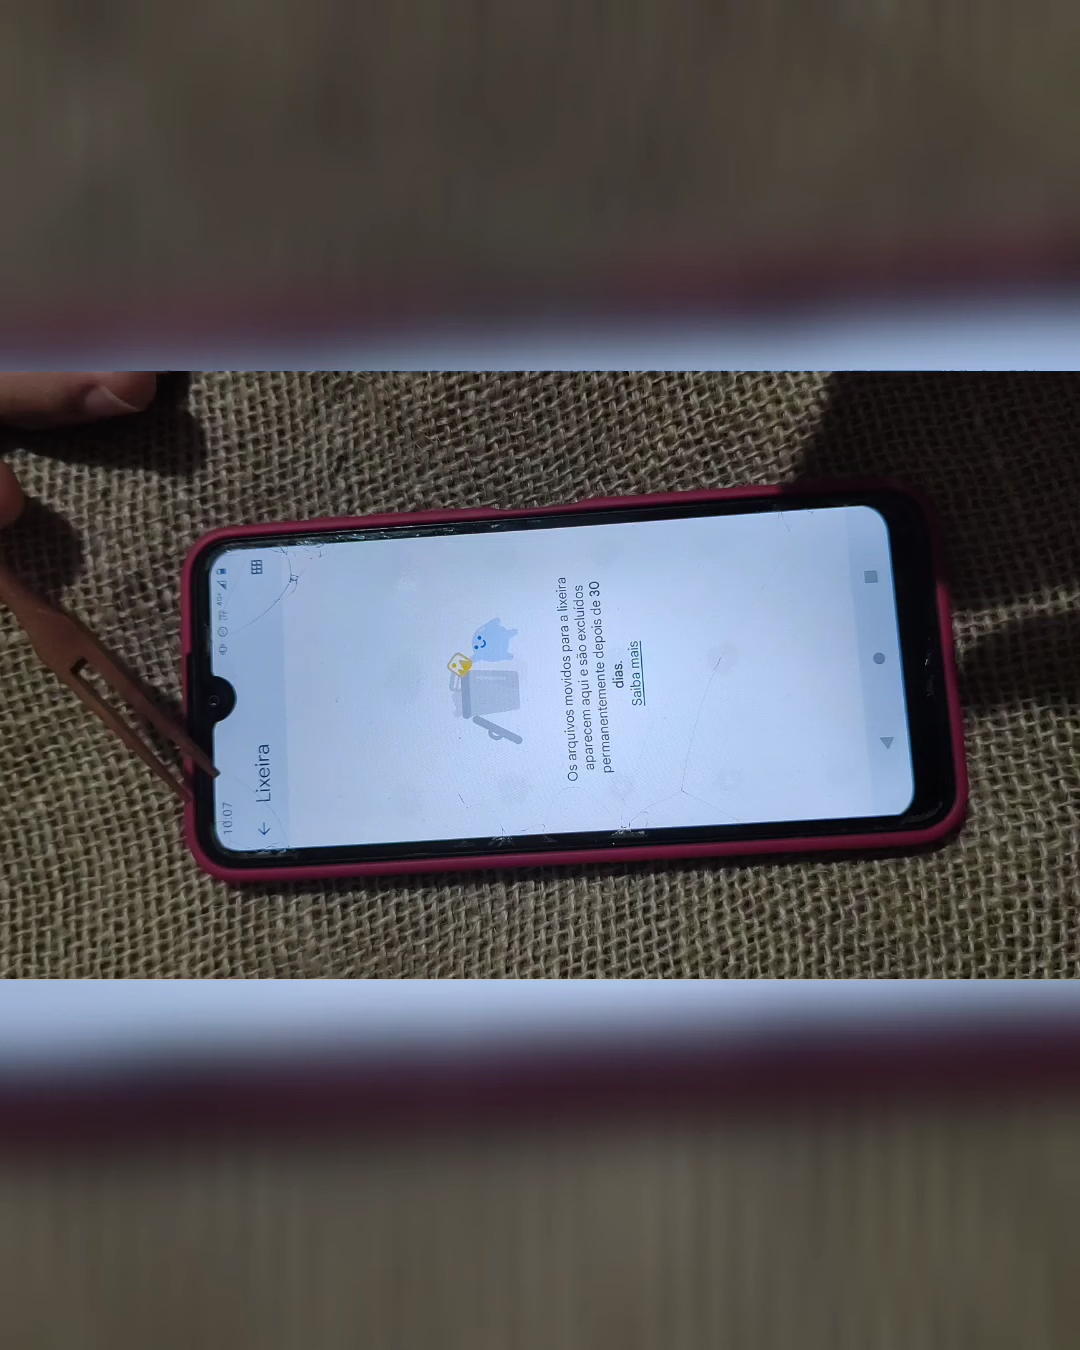 10:07
Lixeira
Os arquivos movidos para a lixeira
aparecem aqui e são excluídos
permanentemente depois de 30
dias.
Saiba mais